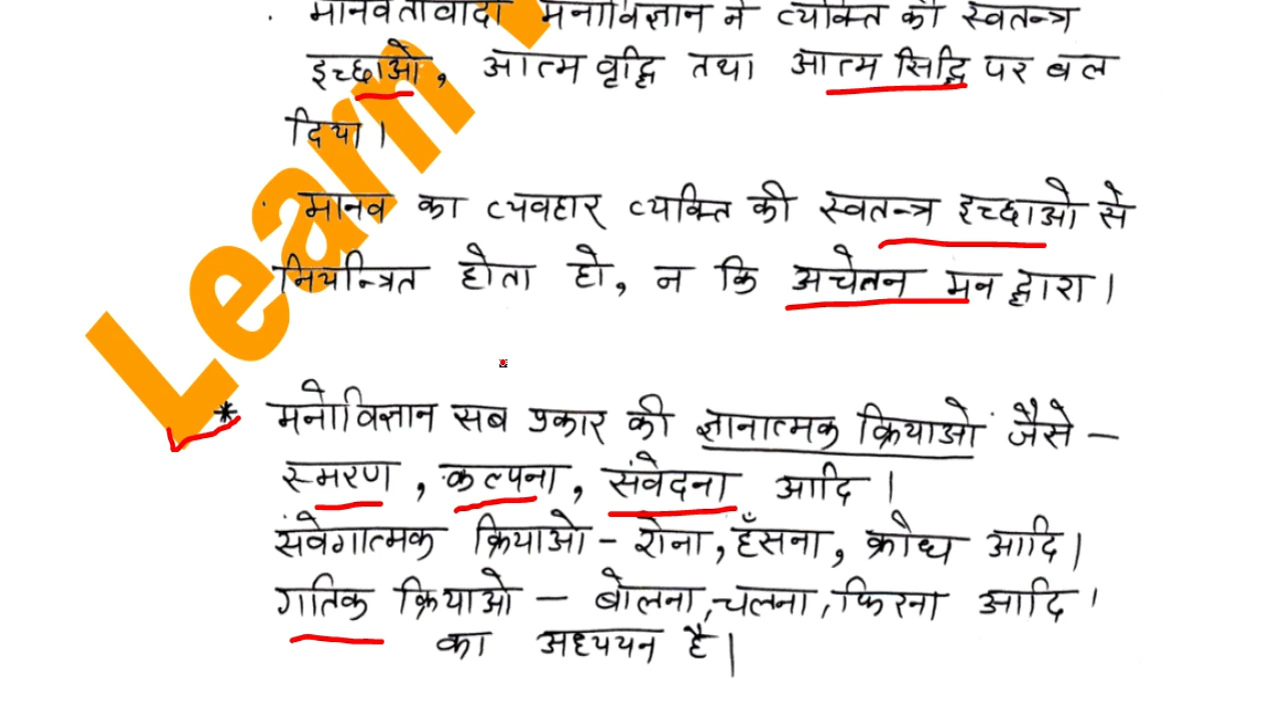 मानवतावादी मनोविज्ञान ने व्यक्ति की स्वतन्त्र
इच्छाओ, आत्म वृद्धि तथा आत्म सिद्धि पर बल
दिया।
मानव का व्यवहार व्यक्ति की स्वतन्त्र इच्छाओ से
नियन्त्रित होता हो, न कि अचेतन मन द्वारा।
* मनोविज्ञान सब प्रकार की ज्ञानात्मक क्रियाओ जैसे –
स्मरण, कल्पना, संवेदना आदि।
संवेगात्मक क्रियाओ – रोना, हँसना, क्रोध आदि।
गतिक क्रियाओ – बोलना, चलना, फिरना आदि।
का अध्ययन है।
Learn